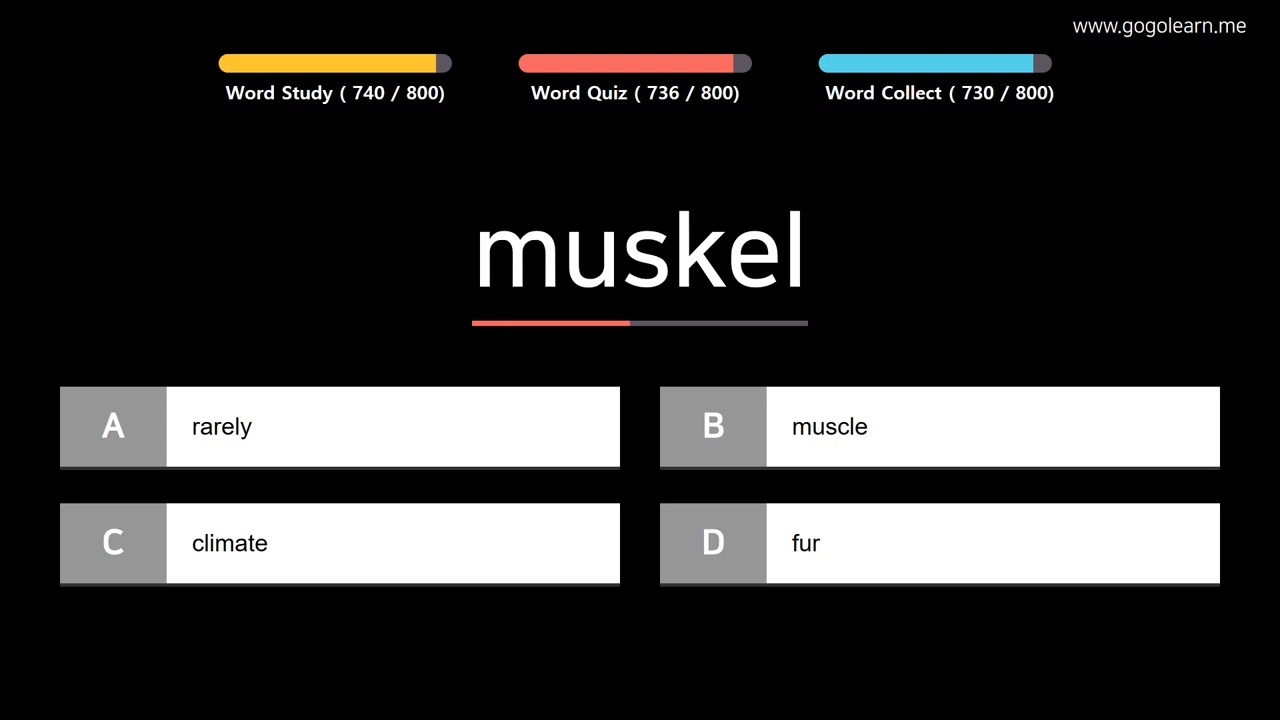 www.gogolearn.me
Word Study ( 740 / 800) Word Quiz ( 736 / 800) Word Collect ( 730 / 800)
muskel
A rarely
B muscle
C climate
D fur